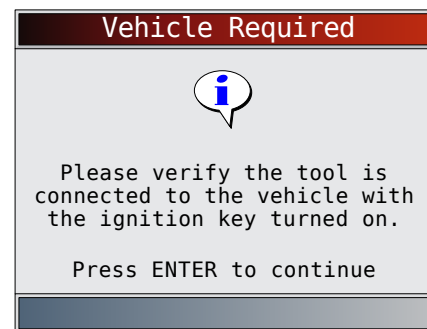 Vehicle Required
i
Please verify the tool is
connected to the vehicle with
the ignition key turned on.
Press ENTER to continue